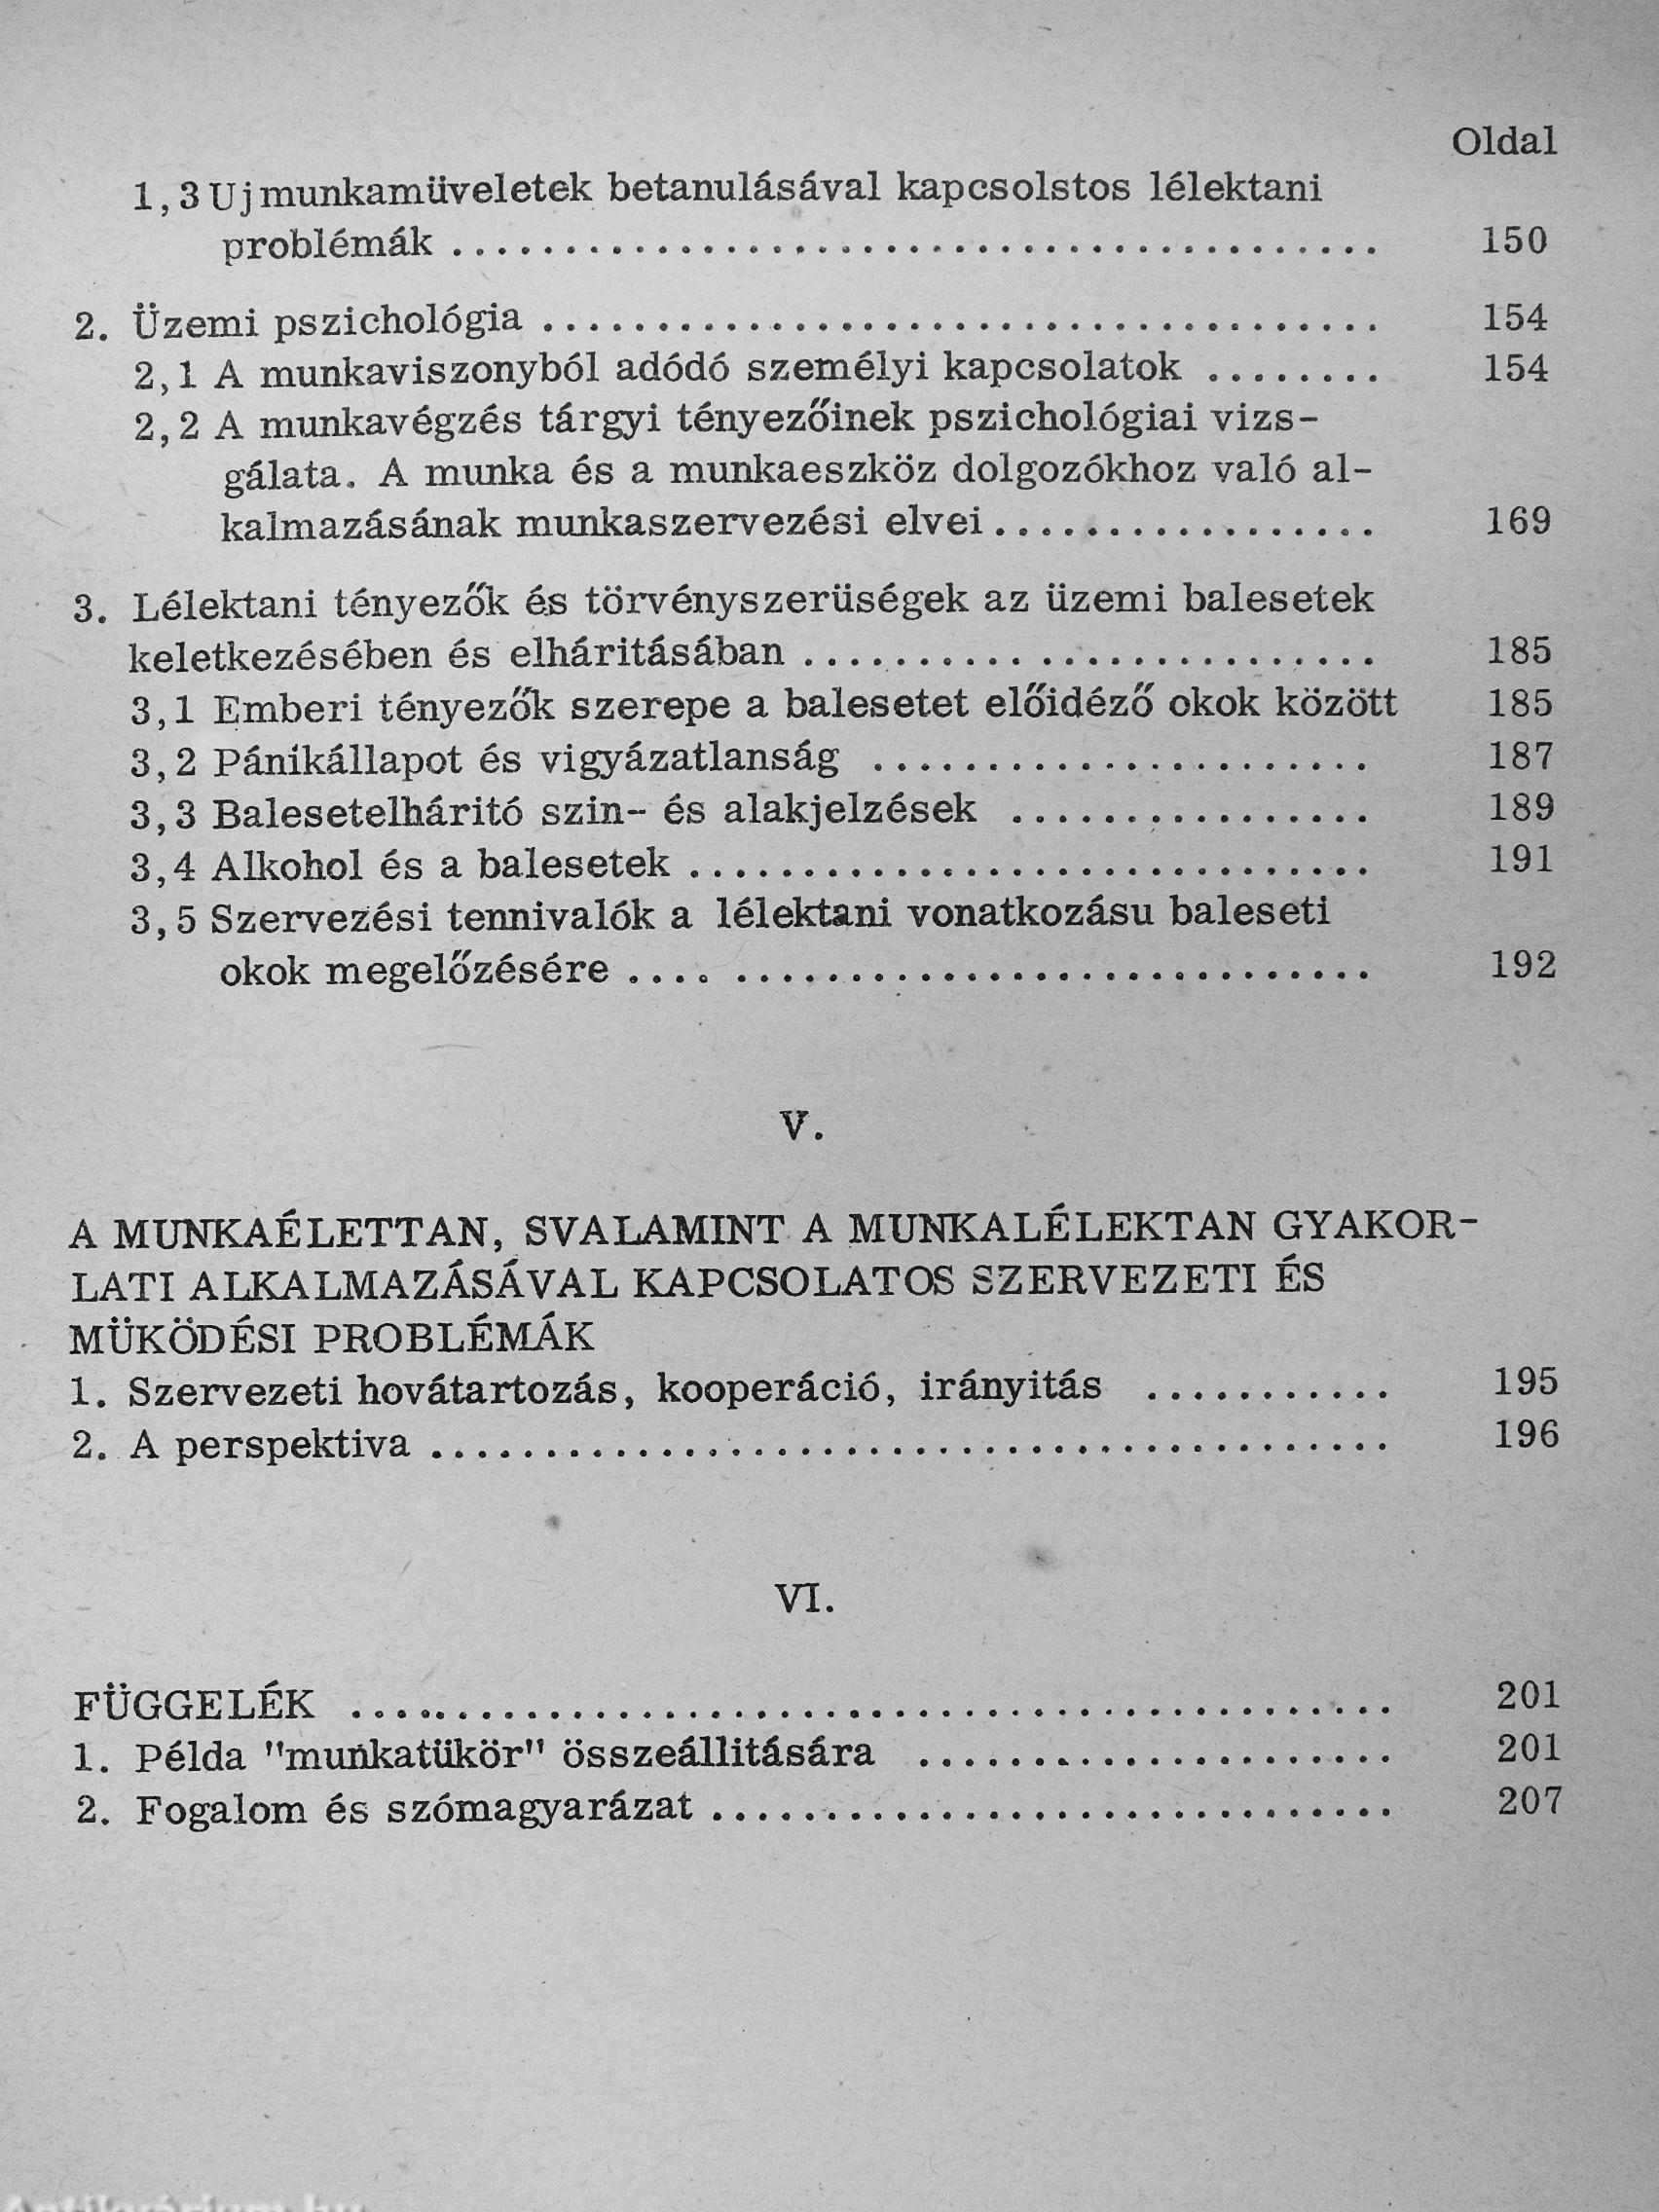 Oldal
1,3 Uj munkamüveletek betanulásával kapcsolstos lélektani
problémák ........................................ 150
2. Üzemi pszichológia ..................................... 154
2,1 A munkaviszonyból adódó személyi kapcsolatok ........ 154
2,2 A munkavégzés tárgyi tényezőinek pszichológiai vizs-
gálata. A munka és a munkaeszköz dolgozókhoz való al-
kalmazásának munkaszervezési elvei ................. 169
3. Lélektani tényezők és törvényszerüségek az üzemi balesetek
keletkezésében és elháritásában ......................... 185
3,1 Emberi tényezők szerepe a balesetet előidéző okok között 185
3,2 Pánikállapot és vigyázatlanság ...................... 187
3,3 Balesetelháritó szin- és alakjelzések ................ 189
3,4 Alkohol és a balesetek .............................. 191
3,5 Szervezési tennivalók a lélektani vonatkozásu baleseti
okok megelőzésére .... ............................ 192
V.
A MUNKAÉLETTAN, SVALAMINT A MUNKALÉLEKTAN GYAKOR-
LATI ALKALMAZÁSÁVAL KAPCSOLATOS SZERVEZETI ÉS
MÜKÖDÉSI PROBLÉMÁK
1. Szervezeti hovátartozás, kooperáció, irányitás ........... 195
2. A perspektiva .......................................... 196
VI.
FÜGGELÉK .............................................. 201
1. Példa "munkatükör" összeállitására ..................... 201
2. Fogalom és szómagyarázat .............................. 207